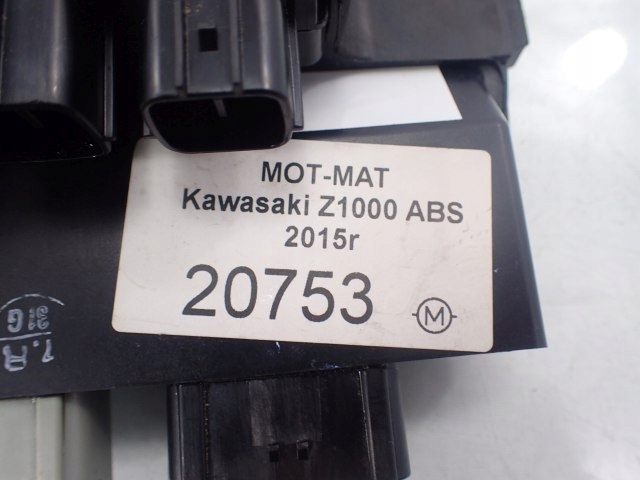 MOT-MAT
Kawasaki Z1000 ABS
2015r
20753
M